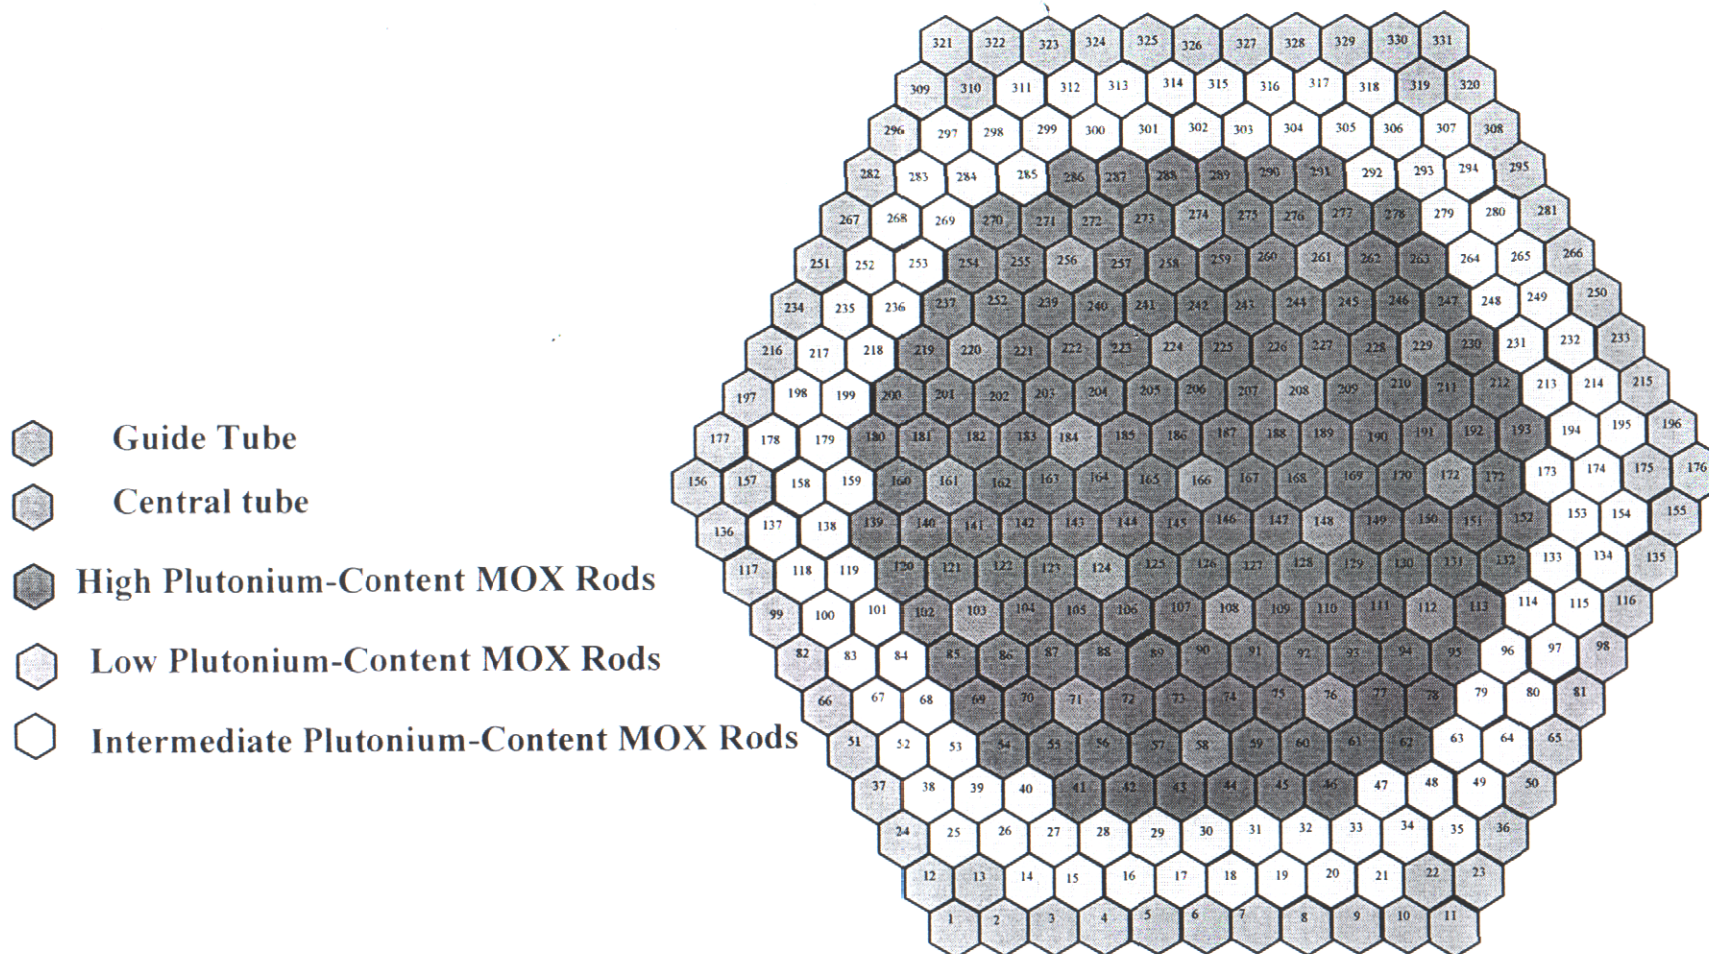 Guide Tube
Central tube
High Plutonium-Content MOX Rods
Low Plutonium-Content MOX Rods
Intermediate Plutonium-Content MOX Rods
321 322 323 324 325 326 327 328 329 330 331
309 310 311 312 313 314 315 316 317 318 319 320
296 297 298 299 300 301 302 303 304 305 306 307 308
282 283 284 285 286 287 288 289 290 291 292 293 294 295
267 268 269 270 271 272 273 274 275 276 277 278 279 280 281
251 252 253 254 255 256 257 258 259 260 261 262 263 264 265 266
234 235 236 237 252 239 240 241 242 243 244 245 246 247 248 249 250
216 217 218 219 220 221 222 223 224 225 226 227 228 229 230 231 232 233
197 198 199 200 201 202 203 204 205 206 207 208 209 210 211 212 213 214 215
177 178 179 180 181 182 183 184 185 186 187 188 189 190 191 192 193 194 195 196
156 157 158 159 160 161 162 163 164 165 166 167 168 169 170 172 172 173 174 175 176
136 137 138 139 140 141 142 143 144 145 146 147 148 149 150 151 152 153 154 155
117 118 119 120 121 122 123 124 125 126 127 128 129 130 131 132 133 134 135
99 100 101 102 103 104 105 106 107 108 109 110 111 112 113 114 115 116
82 83 84 85 86 87 88 89 90 91 92 93 94 95 96 97 98
66 67 68 69 70 71 72 73 74 75 76 77 78 79 80 81
51 52 53 54 55 56 57 58 59 60 61 62 63 64 65
37 38 39 40 41 42 43 44 45 46 47 48 49 50
24 25 26 27 28 29 30 31 32 33 34 35 36
12 13 14 15 16 17 18 19 20 21 22 23
1 2 3 4 5 6 7 8 9 10 11